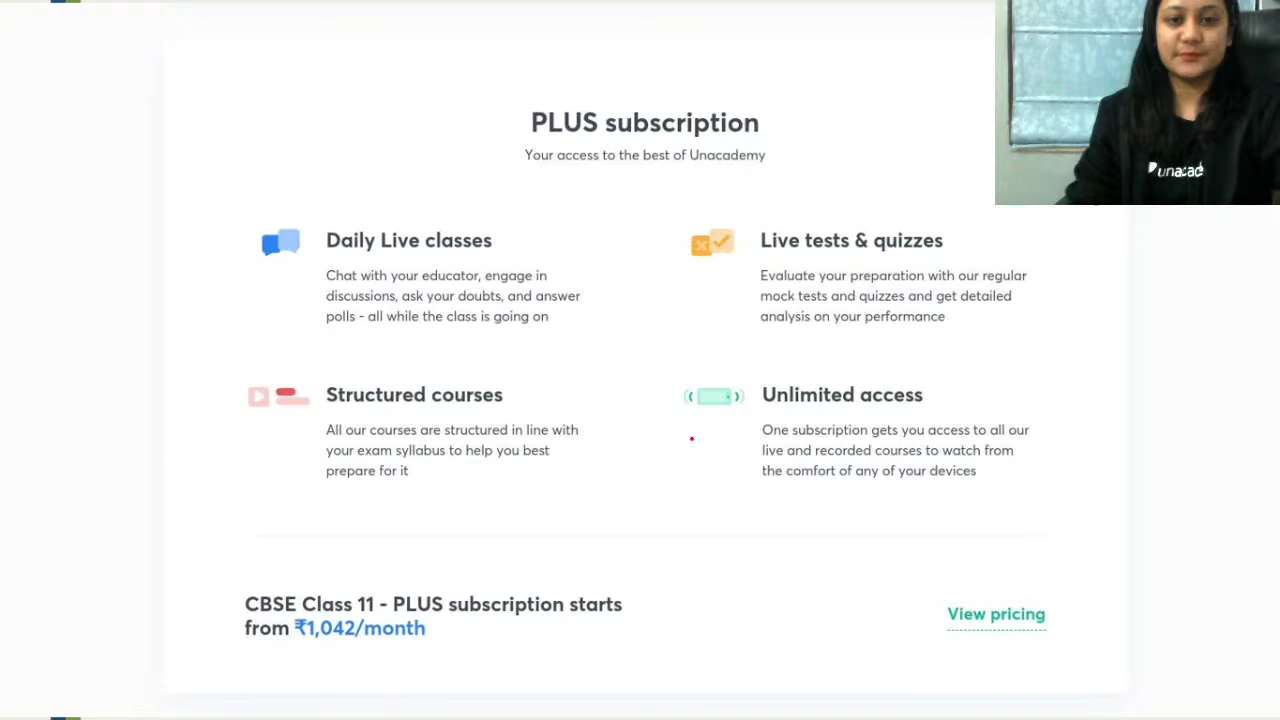 PLUS subscription
Your access to the best of Unacademy
Daily Live classes
Chat with your educator, engage in
discussions, ask your doubts, and answer
polls - all while the class is going on
Live tests & quizzes
Evaluate your preparation with our regular
mock tests and quizzes and get detailed
analysis on your performance
Structured courses
All our courses are structured in line with
your exam syllabus to help you best
prepare for it
Unlimited access
One subscription gets you access to all our
live and recorded courses to watch from
the comfort of any of your devices
CBSE Class 11 - PLUS subscription starts
from ₹1,042/month
View pricing
unacad